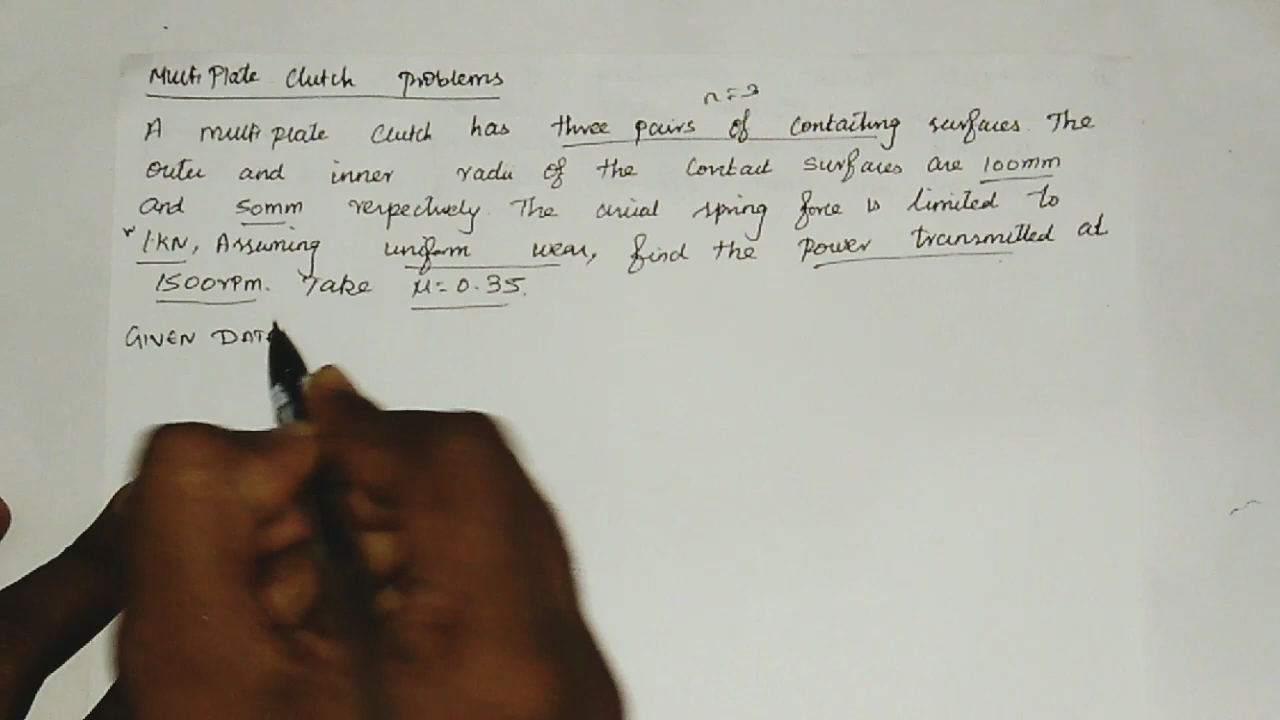 Multi Plate Clutch problems
n=3
A multi plate clutch has three pairs of contacting surfaces. The
outer and inner radii of the contact surfaces are 100mm
and 50mm respectively. The axial spring force is limited to
1KN, Assuming uniform wear, find the power transmitted at
1500rpm. Take μ=0.35.
GIVEN DATA